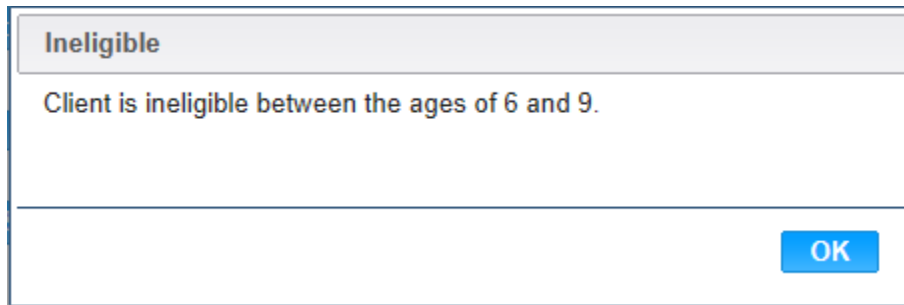 Ineligible
Client is ineligible between the ages of 6 and 9.
OK